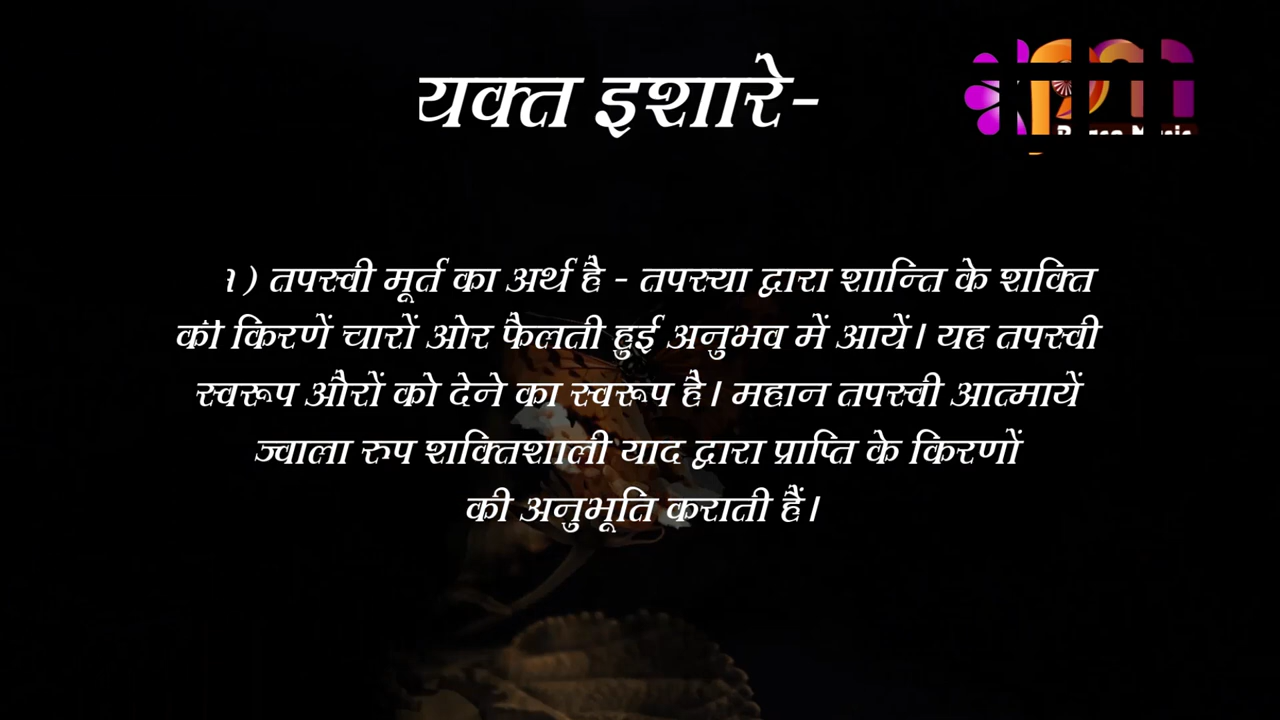 यक्त इशारे-
१) तपस्वी मूर्त का अर्थ है - तपस्या द्वारा शान्ति के शक्ति
की किरणें चारों ओर फैलती हुई अनुभव में आयें। यह तपस्वी
स्वरूप औरों को देने का स्वरूप है। महान तपस्वी आत्मायें
ज्वाला रुप शक्तिशाली याद द्वारा प्राप्ति के किरणों
की अनुभूति कराती हैं।